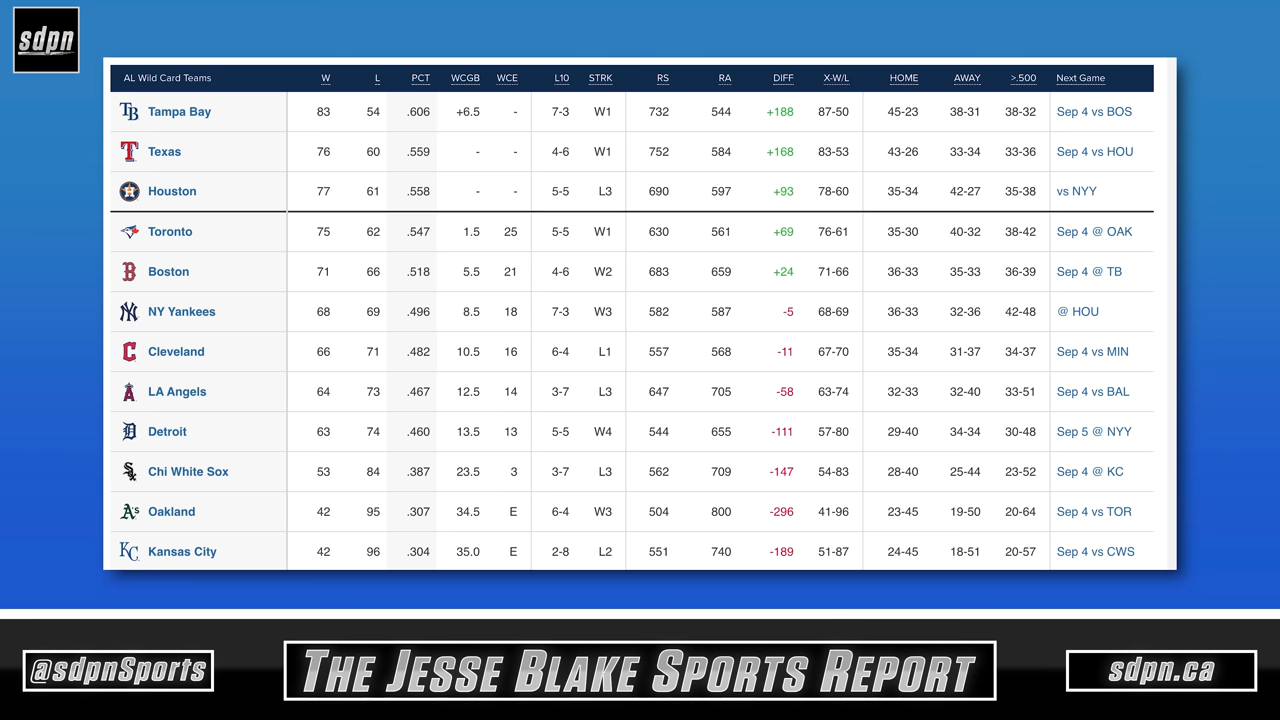 sdpn
AL Wild Card Teams W L PCT WCGB WCE L10 STRK RS RA DIFF X-W/L HOME AWAY >.500 Next Game
TB Tampa Bay 83 54 .606 +6.5 - 7-3 W1 732 544 +188 87-50 45-23 38-31 38-32 Sep 4 vs BOS
T Texas 76 60 .559 - - 4-6 W1 752 584 +168 83-53 43-26 33-34 33-36 Sep 4 vs HOU
H Houston 77 61 .558 - - 5-5 L3 690 597 +93 78-60 35-34 42-27 35-38 vs NYY
Toronto 75 62 .547 1.5 25 5-5 W1 630 561 +69 76-61 35-30 40-32 38-42 Sep 4 @ OAK
B Boston 71 66 .518 5.5 21 4-6 W2 683 659 +24 71-66 36-33 35-33 36-39 Sep 4 @ TB
NY NY Yankees 68 69 .496 8.5 18 7-3 W3 582 587 -5 68-69 36-33 32-36 42-48 @ HOU
C Cleveland 66 71 .482 10.5 16 6-4 L1 557 568 -11 67-70 35-34 31-37 34-37 Sep 4 vs MIN
A LA Angels 64 73 .467 12.5 14 3-7 L3 647 705 -58 63-74 32-33 32-40 33-51 Sep 4 vs BAL
D Detroit 63 74 .460 13.5 13 5-5 W4 544 655 -111 57-80 29-40 34-34 30-48 Sep 5 @ NYY
Sox Chi White Sox 53 84 .387 23.5 3 3-7 L3 562 709 -147 54-83 28-40 25-44 23-52 Sep 4 @ KC
A's Oakland 42 95 .307 34.5 E 6-4 W3 504 800 -296 41-96 23-45 19-50 20-64 Sep 4 vs TOR
KC Kansas City 42 96 .304 35.0 E 2-8 L2 551 740 -189 51-87 24-45 18-51 20-57 Sep 4 vs CWS
@sdpnSports
THE JESSE BLAKE SPORTS REPORT
sdpn.ca